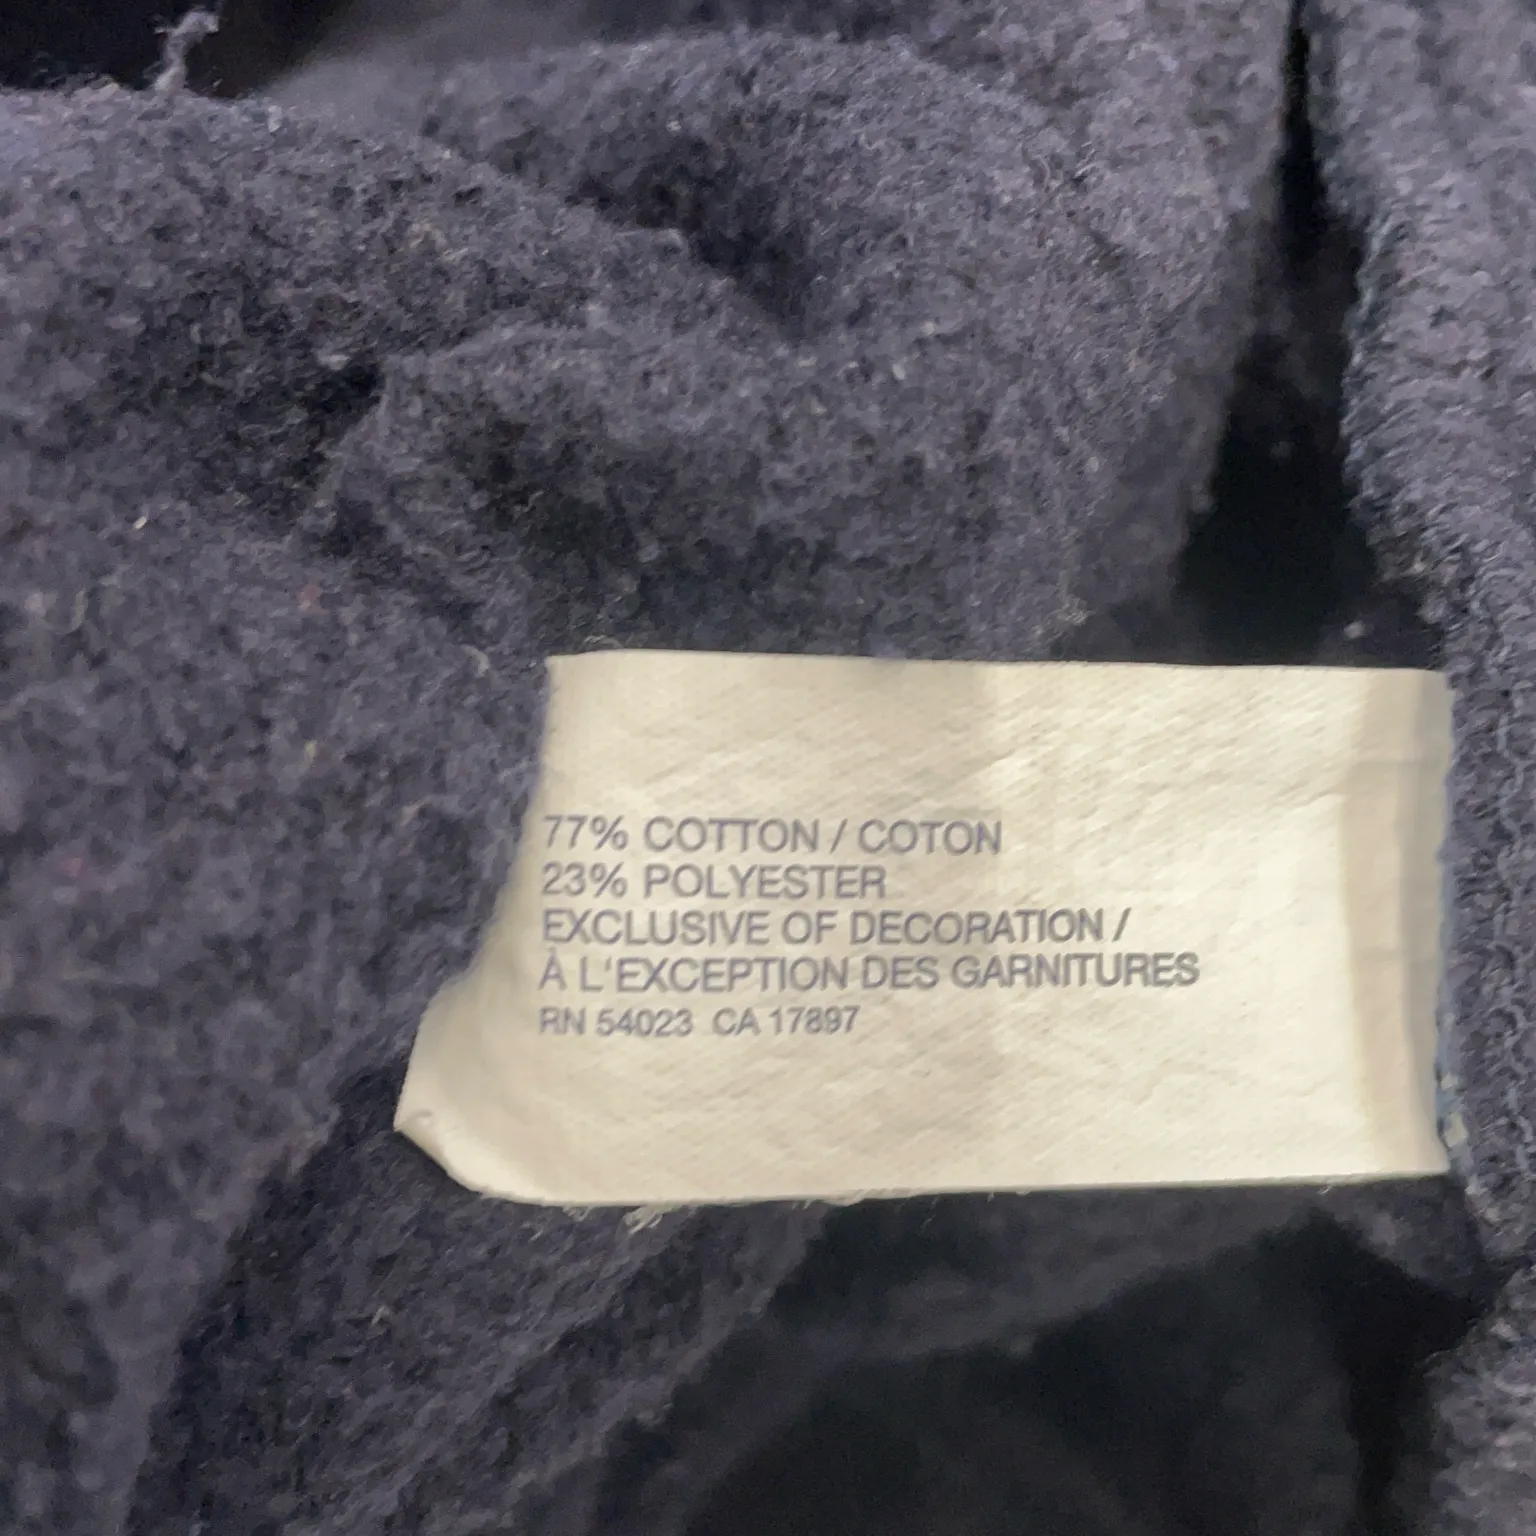 77% COTTON / COTON
23% POLYESTER
EXCLUSIVE OF DECORATION /
À L'EXCEPTION DES GARNITURES
RN 54023 CA 17897